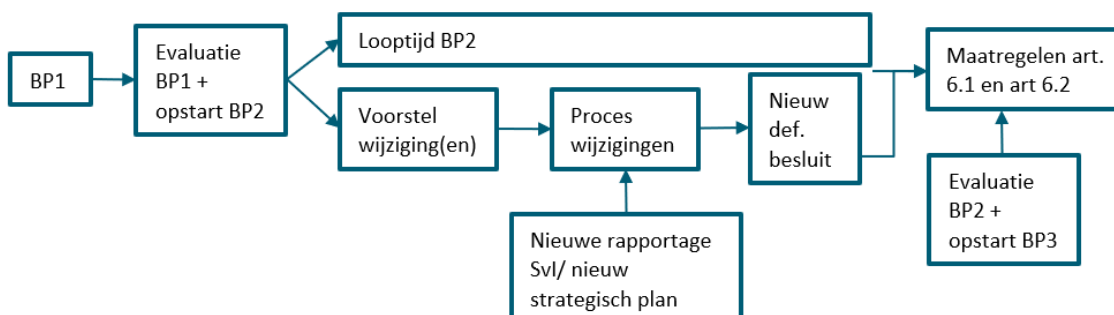 BP1
Evaluatie
BP1 +
opstart BP2
Looptijd BP2
Voorstel
wijziging(en)
Proces
wijzigingen
Nieuw
def.
besluit
Maatregelen art.
6.1 en art 6.2
Nieuwe rapportage
SvI/ nieuw
strategisch plan
Evaluatie
BP2 +
opstart BP3